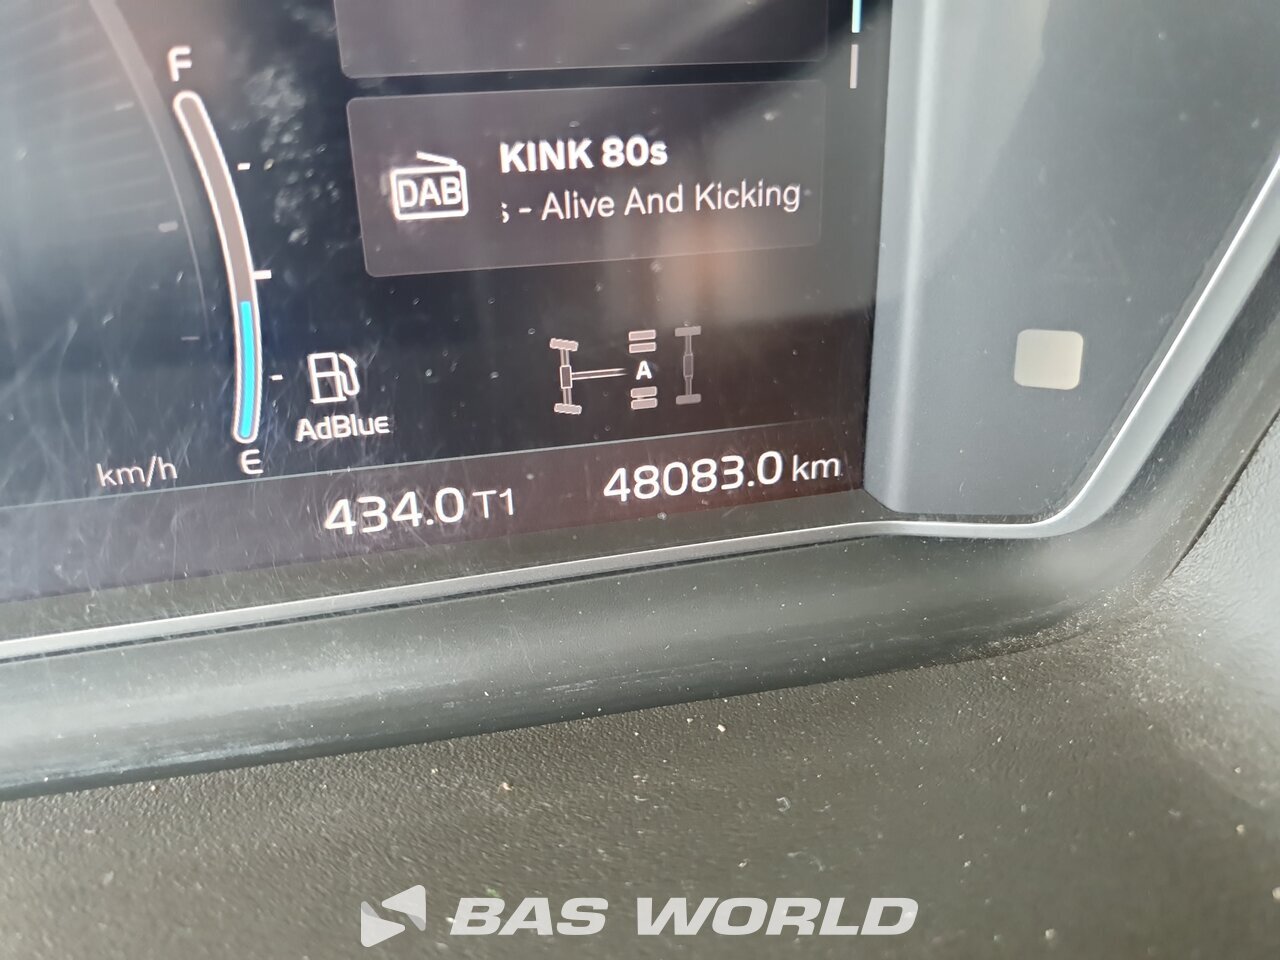 F
DAB
KINK 80s
s - Alive And Kicking
A
AdBlue
km/h
E
434.0 T1
48083.0 km
BAS WORLD